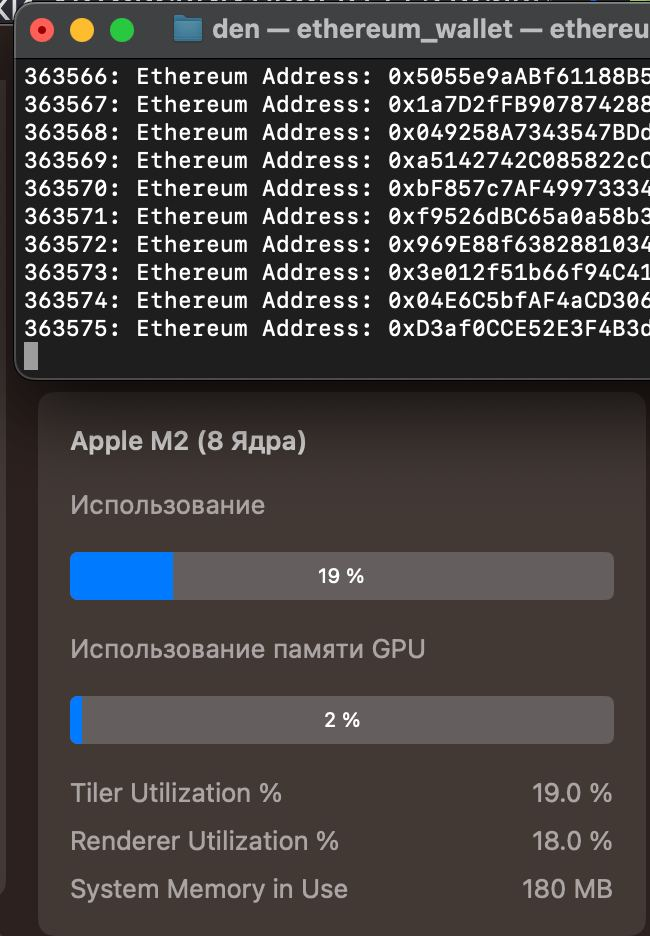 den — ethereum_wallet — ethereu
363566: Ethereum Address: 0x5055e9aABf61188B5
363567: Ethereum Address: 0x1a7D2fFB907874288
363568: Ethereum Address: 0x049258A7343547BDd
363569: Ethereum Address: 0xa5142742C085822cC
363570: Ethereum Address: 0xbF857c7AF49973334
363571: Ethereum Address: 0xf9526dBC65a0a58b3
363572: Ethereum Address: 0x969E88f6382881034
363573: Ethereum Address: 0x3e012f51b66f94C41
363574: Ethereum Address: 0x04E6C5bfAF4aCD306
363575: Ethereum Address: 0xD3af0CCE52E3F4B3d
Apple M2 (8 Ядра)
Использование
19 %
Использование памяти GPU
2 %
Tiler Utilization % 19.0 %
Renderer Utilization % 18.0 %
System Memory in Use 180 MB